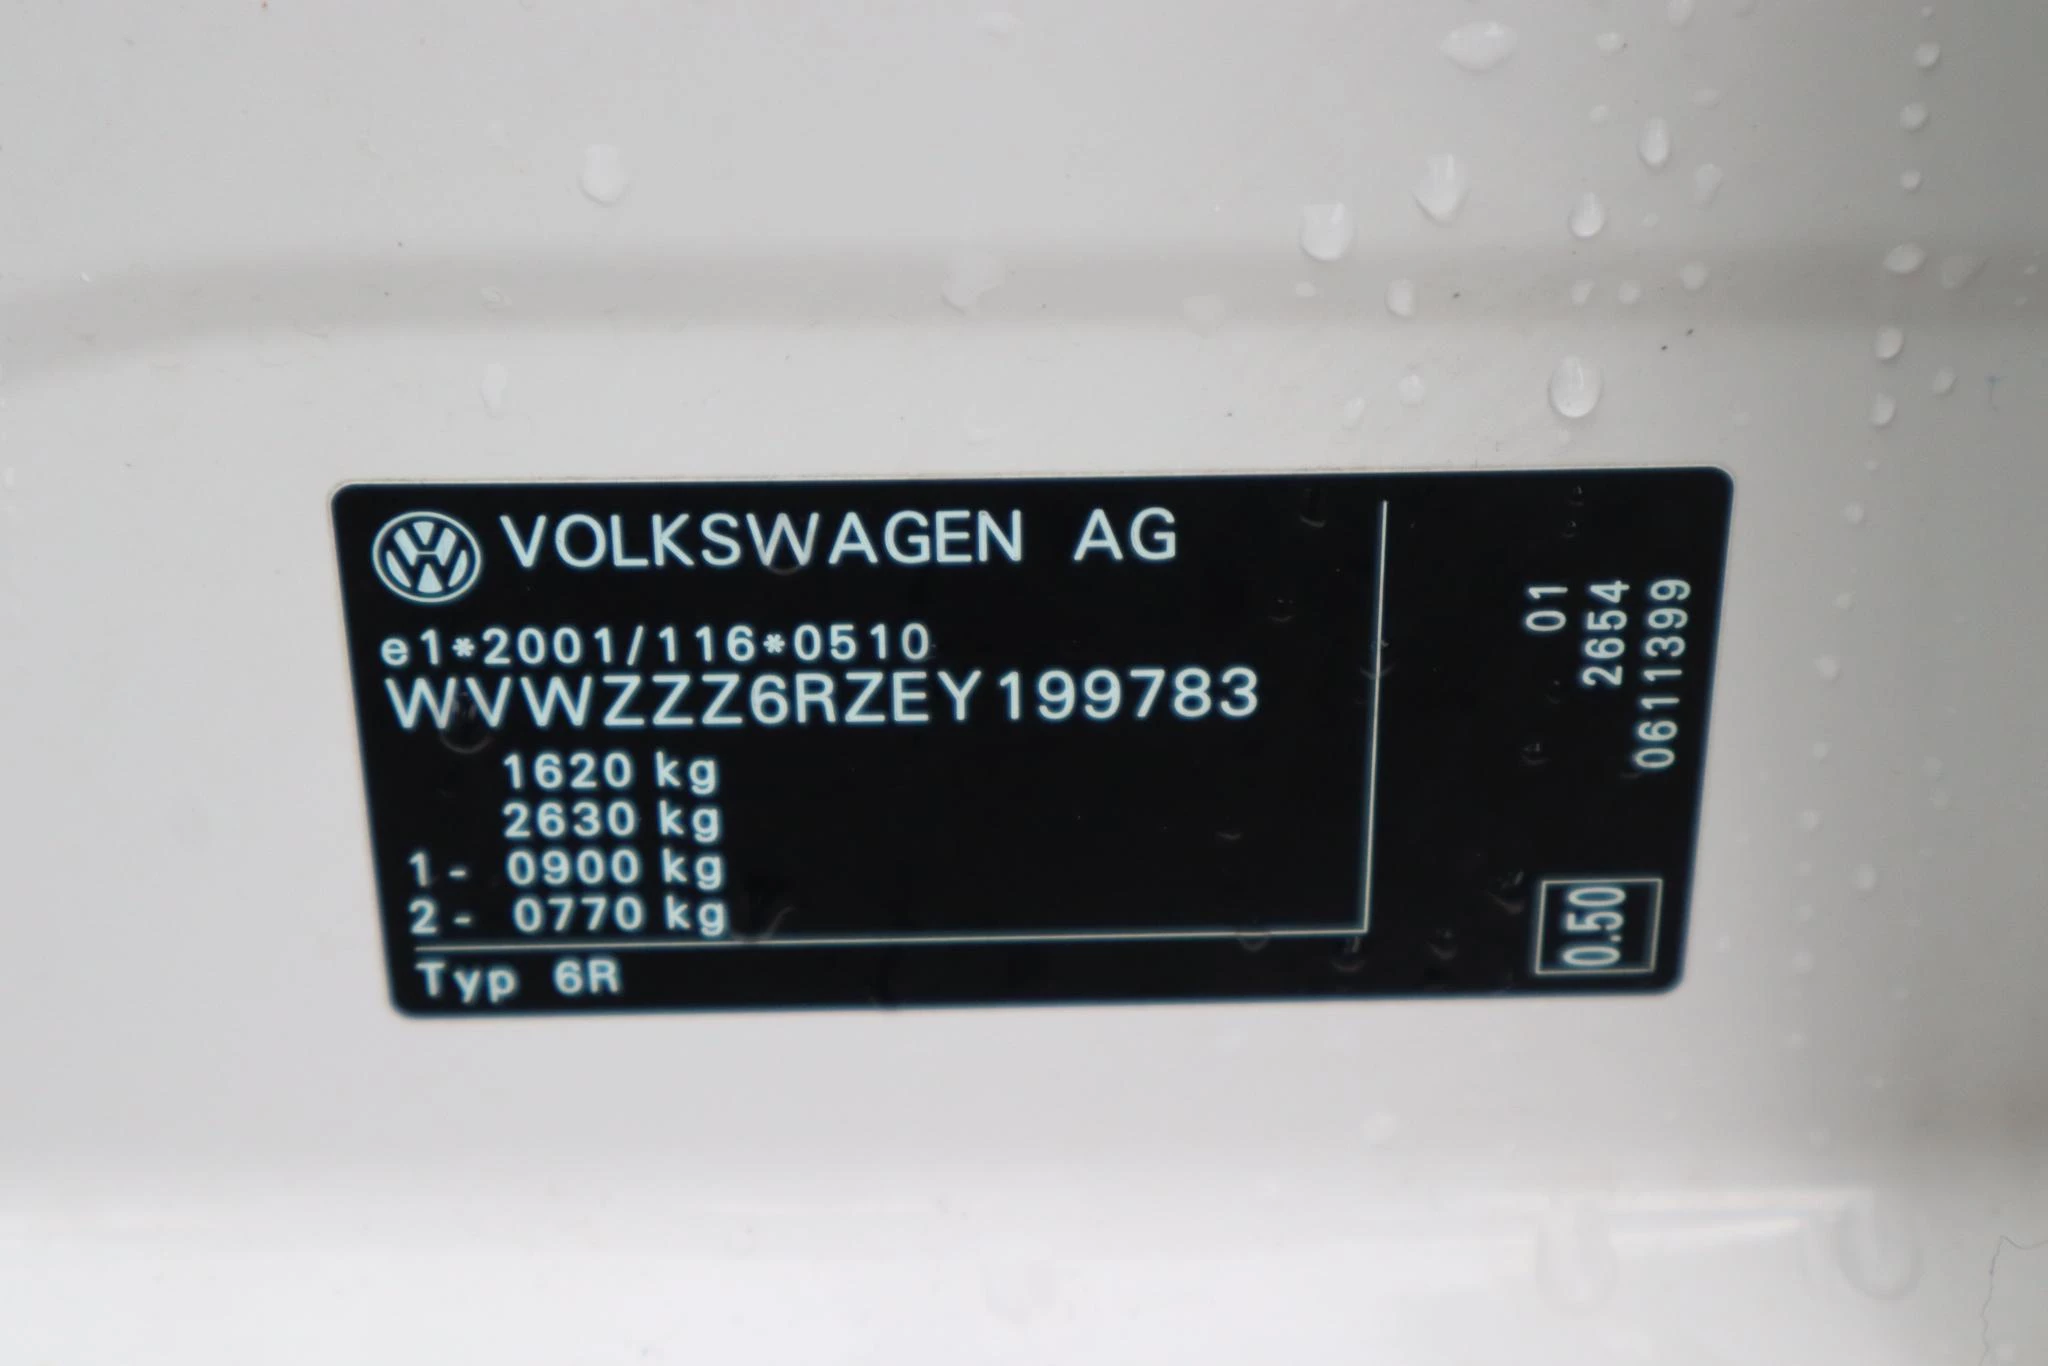 VOLKSWAGEN AG
e1*2001/116*0510
WVWZZZ6RZEY199783
1620 kg
2630 kg
1- 0900 kg
2- 0770 kg
Typ 6R
01
2654
0611399
0.50